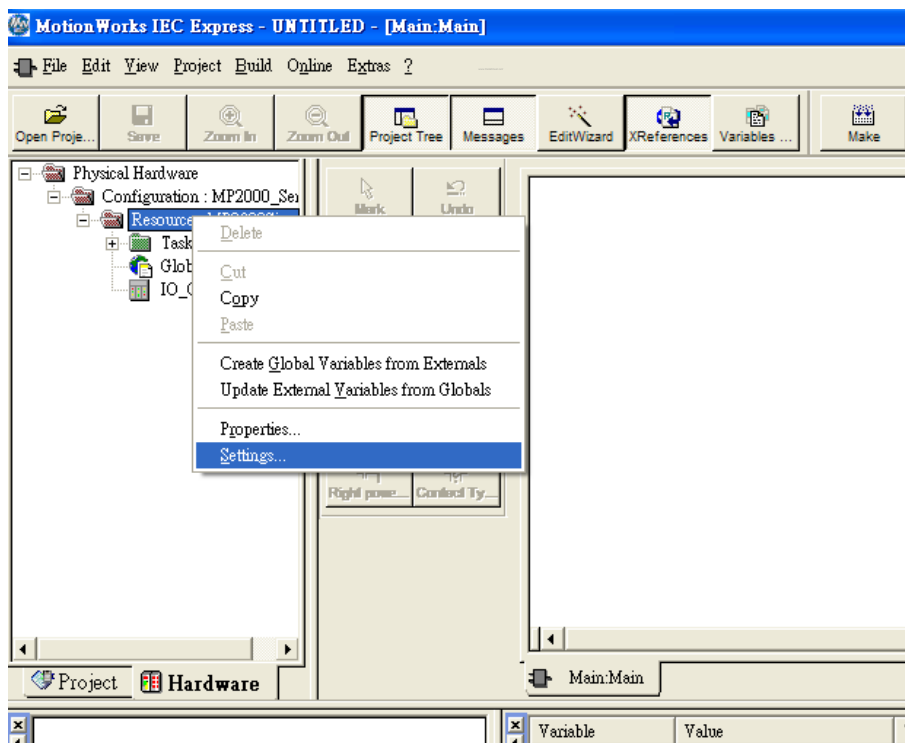 MotionWorks IEC Express - UNTITLED - [Main:Main]
File Edit View Project Build Online Extras ?
Open Proje... Save Zoom In Zoom Out Project Tree Messages EditWizard XReferences Variables ... Make
Physical Hardware
Configuration : MP2000_Ser
Resource
Task
Glob
IO_C
Mark Undo
Delete
Cut
Copy
Paste
Create Global Variables from Externals
Update External Variables from Globals
Properties...
Settings...
Right powe... Contact Ty...
Project Hardware
Main:Main
Variable Value